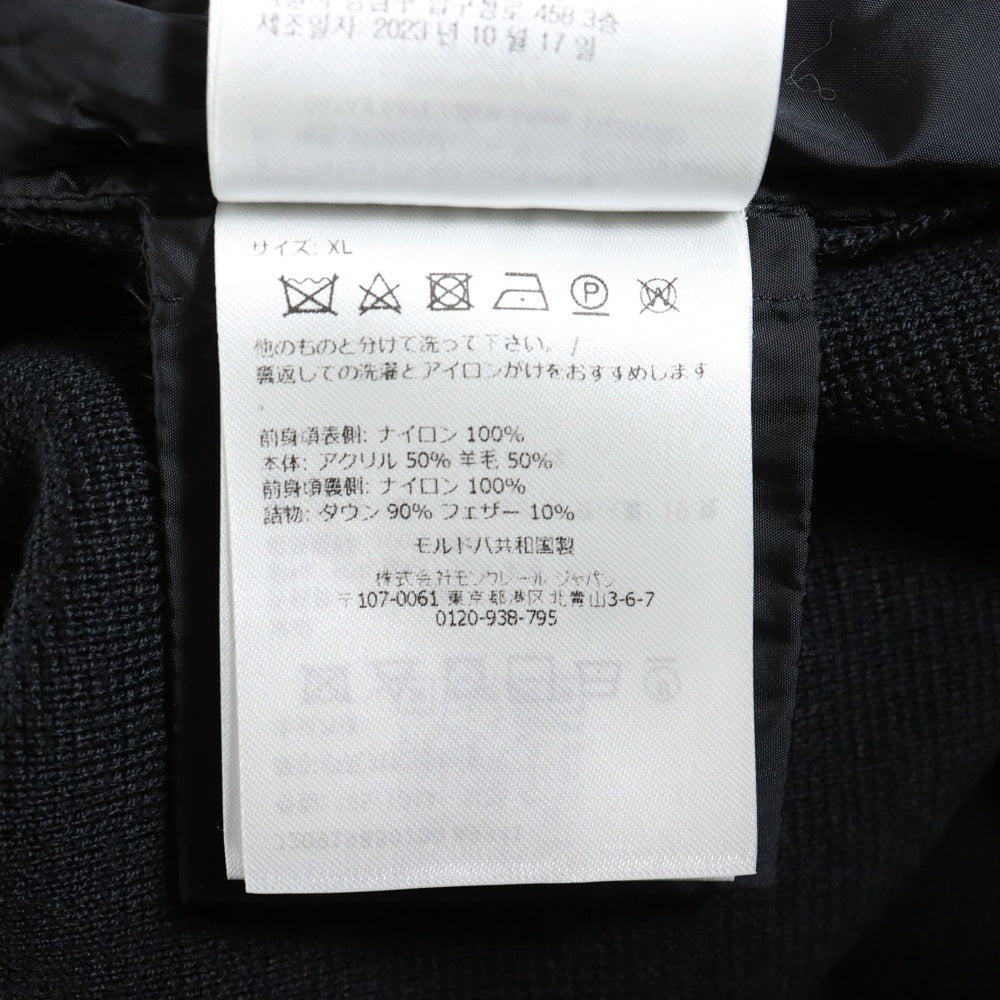 458 3층
제조일자: 2023 년 10 월 17 일
サイズ: XL
P
W
他のものと分けて洗って下さい。 /
裏返しての洗濯とアイロンがけをおすすめします
。
前身頃表側: ナイロン 100%
本体: アクリル 50% 羊毛 50%
前身頃裏側: ナイロン 100%
詰物: ダウン 90% フェザー 10%
モルドバ共和国製
株式会社モンクレール ジャパン
〒107-0061 東京都港区北青山3-6-7
0120-938-795